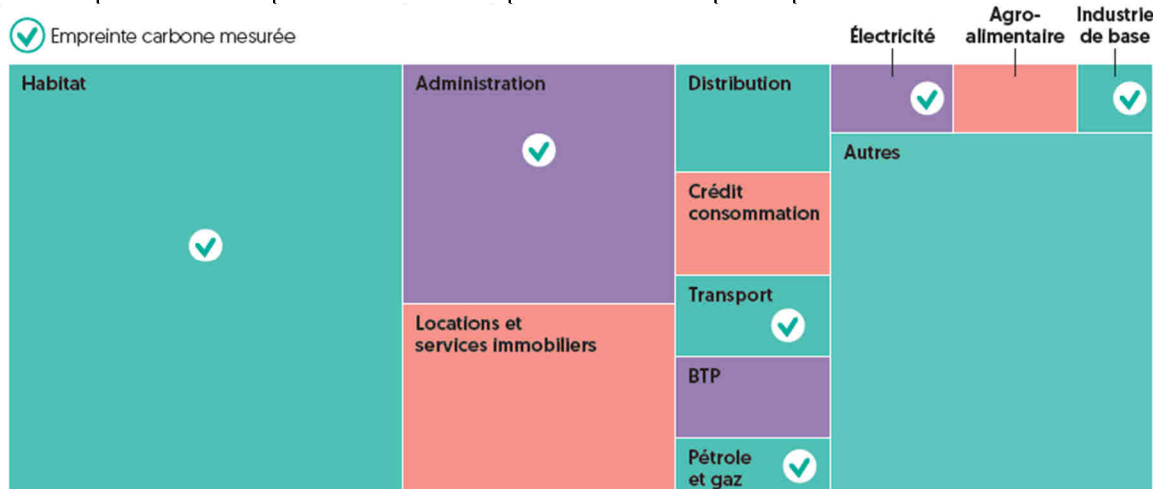 Empreinte carbone mesurée
Électricité
Agro-
alimentaire
Industrie
de base
Habitat
Administration
Distribution
Autres
Crédit
consommation
Transport
Locations et
services immobiliers
BTP
Pétrole
et gaz